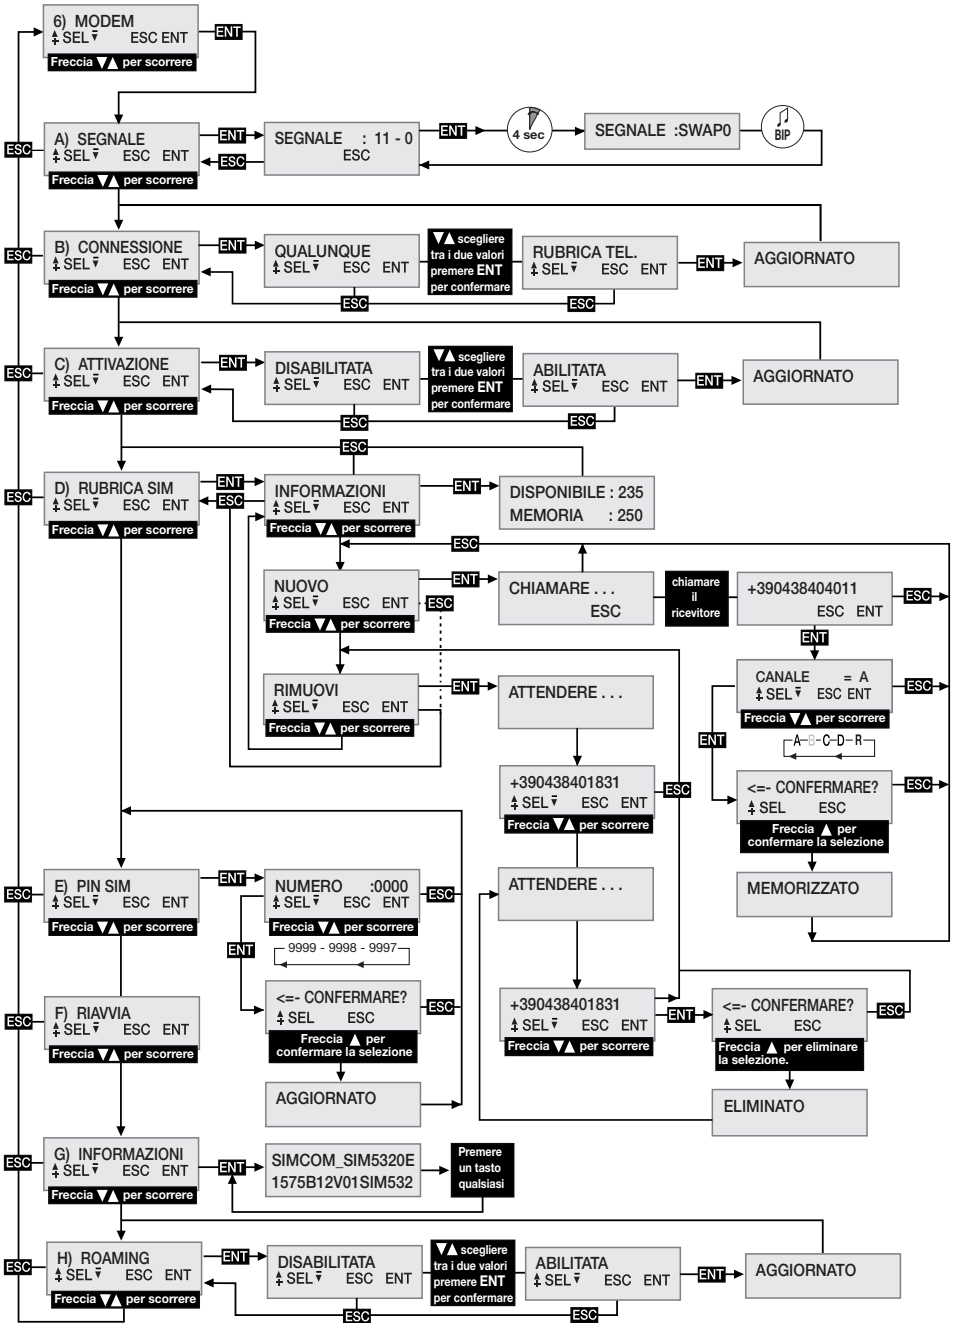 6) MODEM
SEL ESC ENT
Freccia ▼▲ per scorrere
ENT
A) SEGNALE
SEL ESC ENT
Freccia ▼▲ per scorrere
ESC
ENT
ESC
SEGNALE : 11 - 0
ESC
ENT
4 sec
SEGNALE :SWAP0
BIP
B) CONNESSIONE
SEL ESC ENT
Freccia ▼▲ per scorrere
ESC
ENT
QUALUNQUE
SEL ESC ENT
ESC
▼▲ scegliere
tra i due valori
premere ENT
per confermare
RUBRICA TEL.
SEL ESC ENT
ESC
ENT
AGGIORNATO
C) ATTIVAZIONE
SEL ESC ENT
Freccia ▼▲ per scorrere
ESC
ENT
DISABILITATA
SEL ESC ENT
ESC
▼▲ scegliere
tra i due valori
premere ENT
per confermare
ABILITATA
SEL ESC ENT
ESC
ENT
AGGIORNATO
ESC
D) RUBRICA SIM
SEL ESC ENT
Freccia ▼▲ per scorrere
ESC
ENT
ESC
INFORMAZIONI
SEL ESC ENT
Freccia ▼▲ per scorrere
ENT
DISPONIBILE : 235
MEMORIA : 250
ESC
NUOVO
SEL ESC ENT
Freccia ▼▲ per scorrere
ENT
ESC
CHIAMARE . . .
ESC
chiamare
il
ricevitore
+390438404011
ESC ENT
ESC
ENT
CANALE = A
SEL ESC ENT
Freccia ▼▲ per scorrere
ESC
A-B-C-D-R
ENT
<=- CONFERMARE?
SEL ESC
Freccia ▲ per
confermare la selezione
ESC
MEMORIZZATO
RIMUOVI
SEL ESC ENT
Freccia ▼▲ per scorrere
ENT
ATTENDERE . . .
+390438401831
SEL ESC ENT
Freccia ▼▲ per scorrere
ESC
ATTENDERE . . .
+390438401831
SEL ESC ENT
Freccia ▼▲ per scorrere
ENT
<=- CONFERMARE?
SEL ESC
Freccia ▲ per eliminare
la selezione.
ESC
ELIMINATO
E) PIN SIM
SEL ESC ENT
Freccia ▼▲ per scorrere
ESC
ENT
NUMERO :0000
SEL ESC ENT
Freccia ▼▲ per scorrere
ESC
9999 - 9998 - 9997
ENT
<=- CONFERMARE?
SEL ESC
Freccia ▲ per
confermare la selezione
ESC
AGGIORNATO
F) RIAVVIA
SEL ESC ENT
Freccia ▼▲ per scorrere
ESC
G) INFORMAZIONI
SEL ESC ENT
Freccia ▼▲ per scorrere
ESC
ENT
SIMCOM_SIM5320E
1575B12V01SIM532
Premere
un tasto
qualsiasi
H) ROAMING
SEL ESC ENT
Freccia ▼▲ per scorrere
ESC
ENT
DISABILITATA
SEL ESC ENT
ESC
▼▲ scegliere
tra i due valori
premere ENT
per confermare
ABILITATA
SEL ESC ENT
ESC
ENT
AGGIORNATO